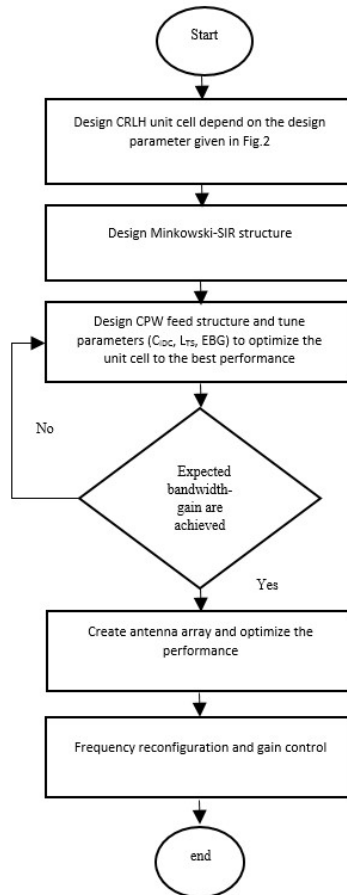 Start
Design CRLH unit cell depend on the design
parameter given in Fig.2
Design Minkowski-SIR structure
Design CPW feed structure and tune
parameters (CIDC, LTS, EBG) to optimize the
unit cell to the best performance
No
Expected
bandwidth-
gain are
achieved
Yes
Create antenna array and optimize the
performance
Frequency reconfiguration and gain control
end